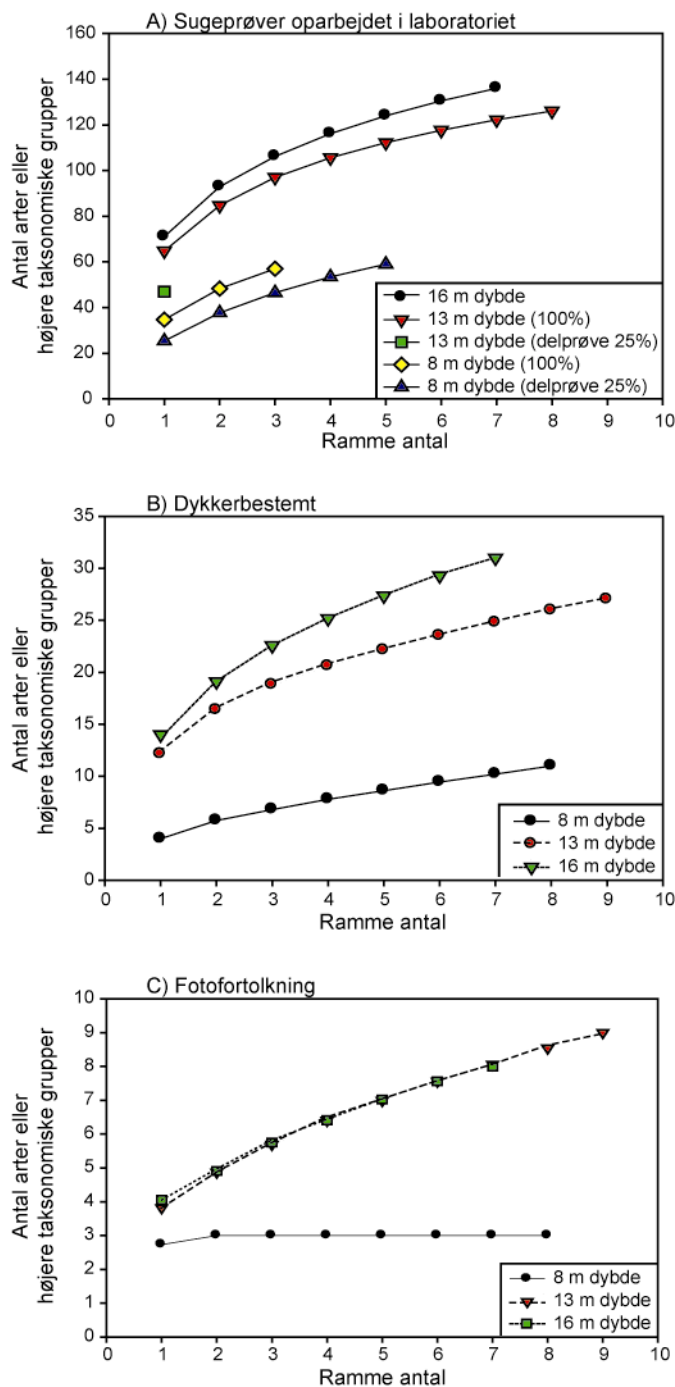 A) Sugeprøver oparbejdet i laboratoriet
Antal arter eller
højere taksonomiske grupper
160
140
120
100
80
60
40
20
0
16 m dybde
13 m dybde (100%)
13 m dybde (delprøve 25%)
8 m dybde (100%)
8 m dybde (delprøve 25%)
0 1 2 3 4 5 6 7 8 9
Ramme antal
B) Dykkerbestemt
Antal arter eller
højere taksonomiske grupper
35
30
25
20
15
10
5
0
8 m dybde
13 m dybde
16 m dybde
0 1 2 3 4 5 6 7 8 9 10
Ramme antal
C) Fotofortolkning
Antal arter eller
højere taksonomiske grupper
10
9
8
7
6
5
4
3
2
1
0
8 m dybde
13 m dybde
16 m dybde
0 1 2 3 4 5 6 7 8 9 10
Ramme antal